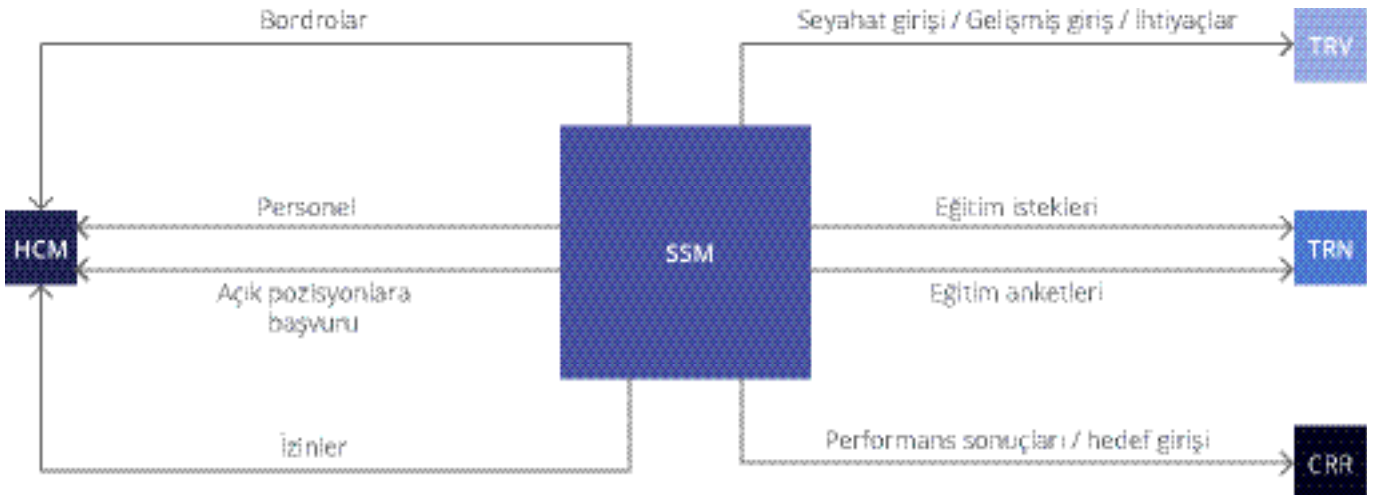 Bordrolar
Seyahat girişi / Gelişmiş giriş / İhtiyaçlar
TRV
Personel
Eğitim istekleri
HCM
SSM
TRN
Açık pozisyonlara
başvuru
Eğitim anketleri
İzinler
Performans sonuçları / hedef girişi
CRR